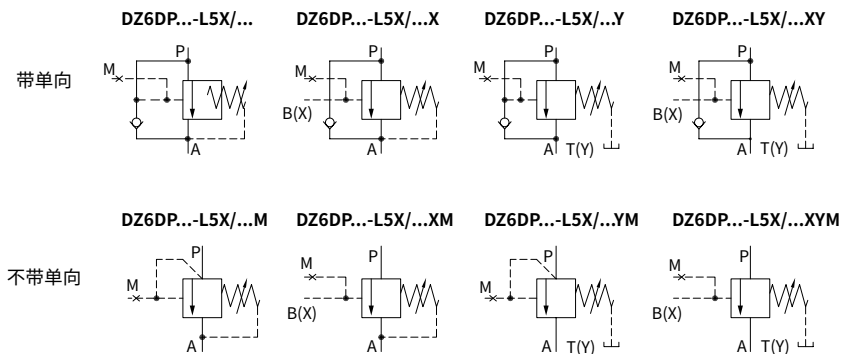 DZ6DP...-L5X/... DZ6DP...-L5X/...X DZ6DP...-L5X/...Y DZ6DP...-L5X/...XY
P P P P
M M M M
带单向
B(X) B(X)
A A A T(Y) A T(Y)
DZ6DP...-L5X/...M DZ6DP...-L5X/...XM DZ6DP...-L5X/...YM DZ6DP...-L5X/...XYM
P P P P
M M
不带单向
M M
B(X) B(X)
A A A T(Y) A T(Y)